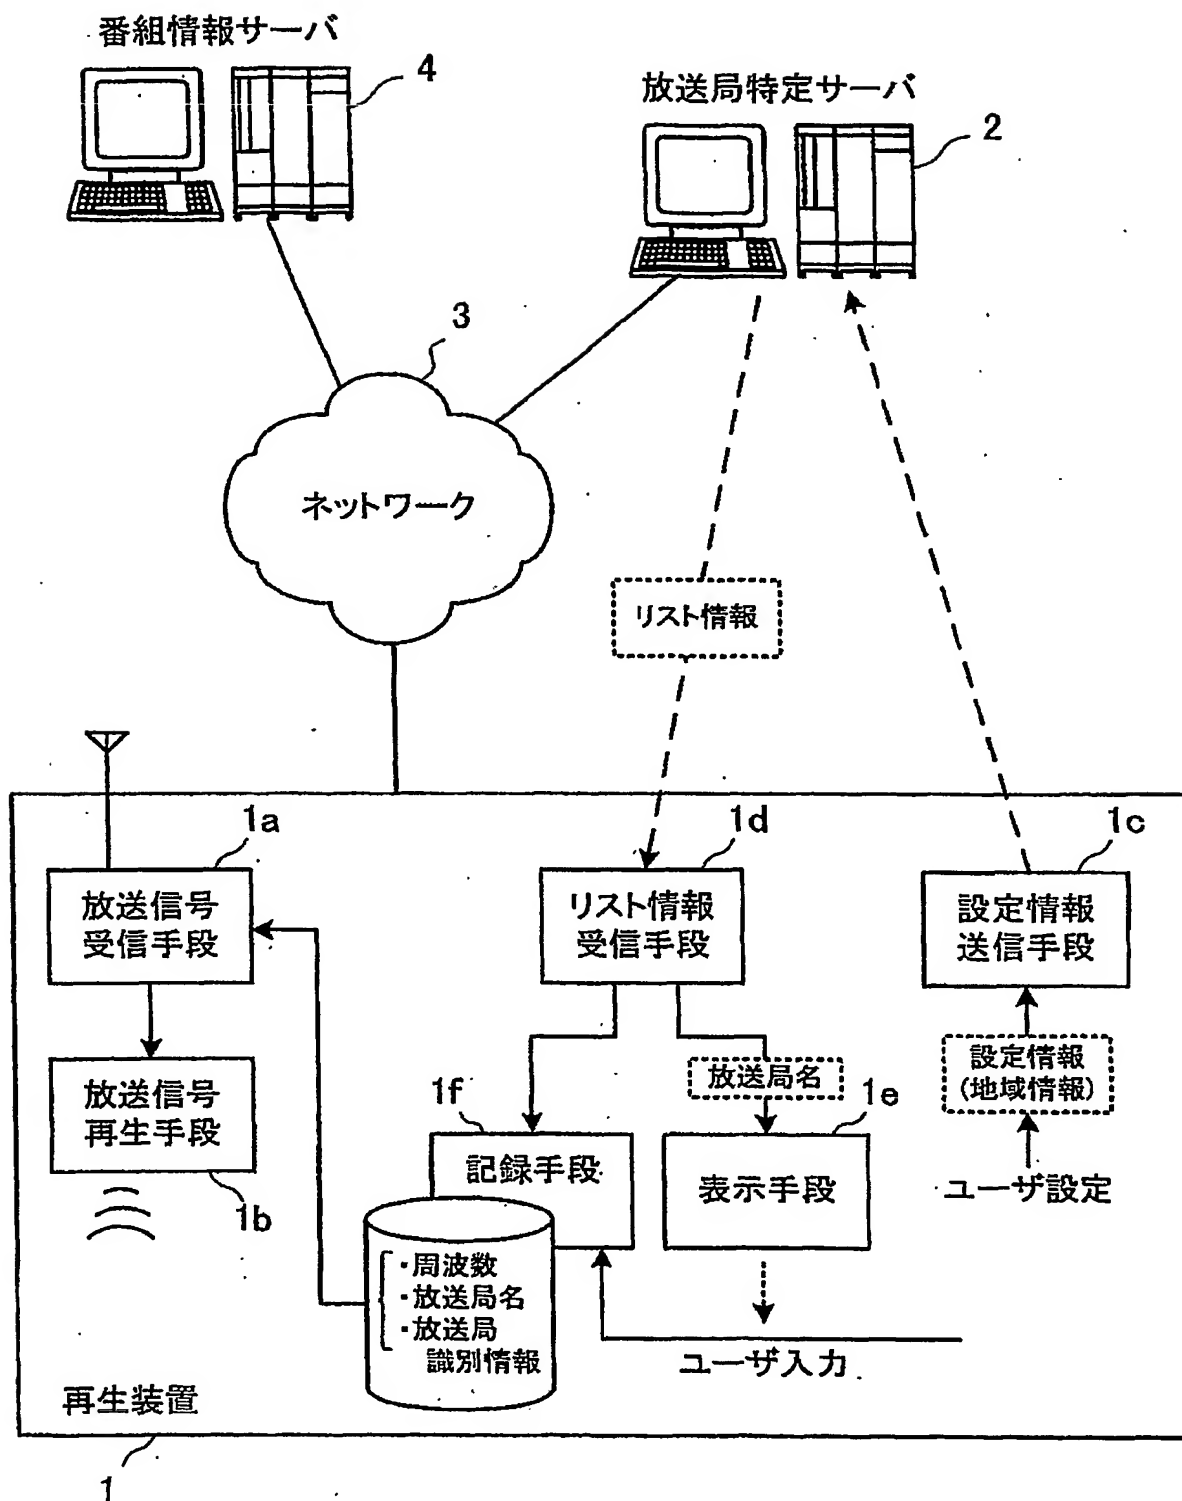 番組情報サーバ
4
放送局特定サーバ
2
3
ネットワーク
リスト情報
1a
1d
1c
放送信号
受信手段
リスト情報
受信手段
設定情報
送信手段
放送信号
再生手段
1b
1f
放送局名
1e
設定情報
(地域情報)
記録手段
表示手段
ユーザ設定
・周波数
・放送局名
・放送局
識別情報
ユーザ入力
再生装置
1